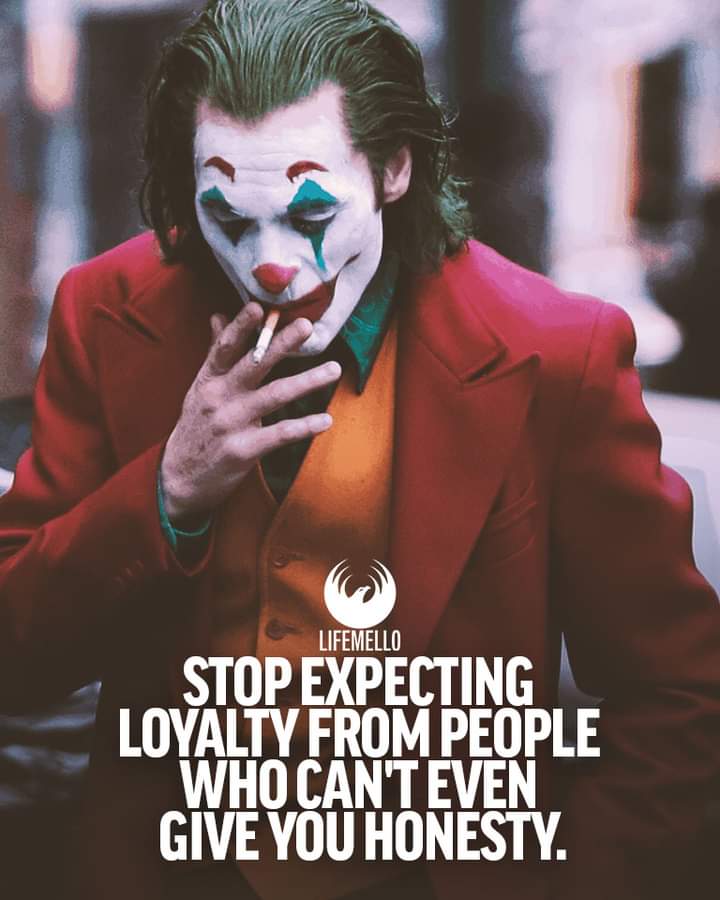 LIFEMELLO
STOP EXPECTING
LOYALTY FROM PEOPLE
WHO CAN'T EVEN
GIVE YOU HONESTY.